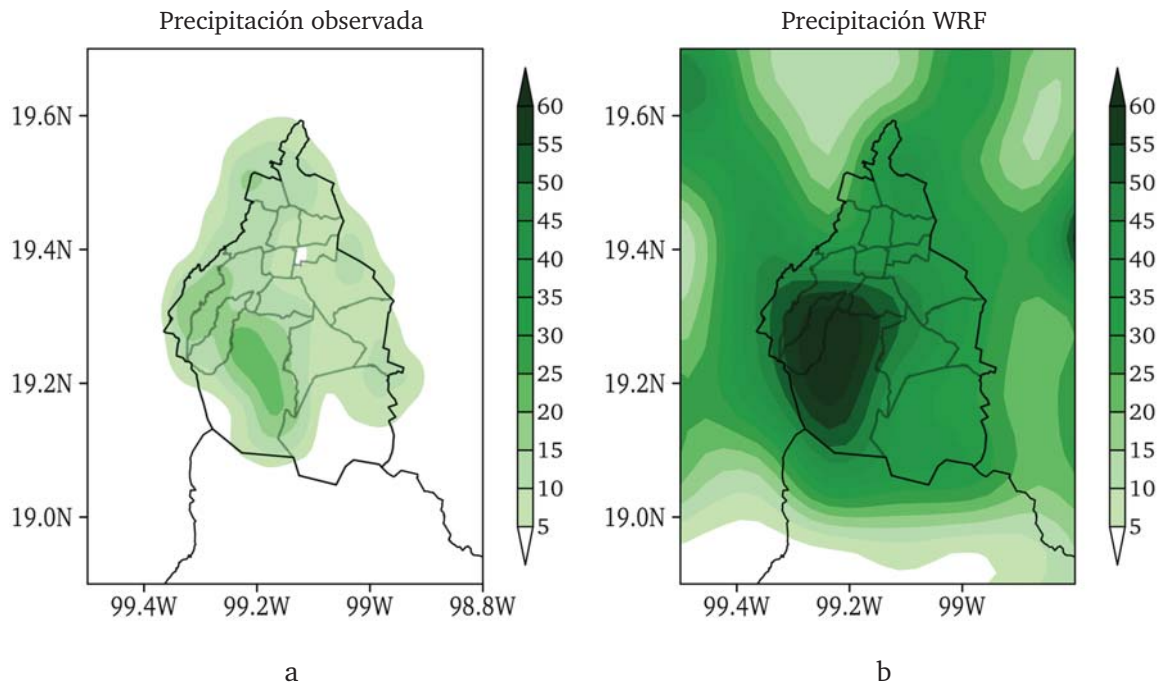 Precipitación observada
Precipitación WRF
19.6N
19.4N
19.2N
19.0N
99.4W
99.2W
99W
98.8W
60
55
50
45
40
35
30
25
20
15
10
5
19.6N
19.4N
19.2N
19.0N
99.4W
99.2W
99W
60
55
50
45
40
35
30
25
20
15
10
5
a
b